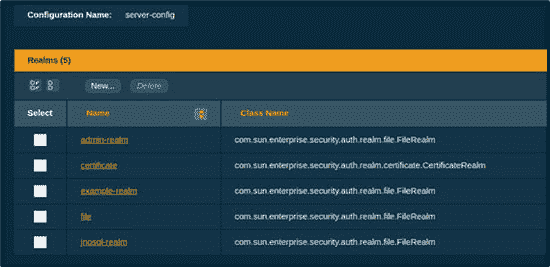 Configuration Name: server-config
Realms (5)
New... Delete
Select Name Class Name
admin-realm com.sun.enterprise.security.auth.realm.file.FileRealm
certificate com.sun.enterprise.security.auth.realm.certificate.CertificateRealm
example-realm com.sun.enterprise.security.auth.realm.file.FileRealm
file com.sun.enterprise.security.auth.realm.file.FileRealm
jnosql-realm com.sun.enterprise.security.auth.realm.file.FileRealm